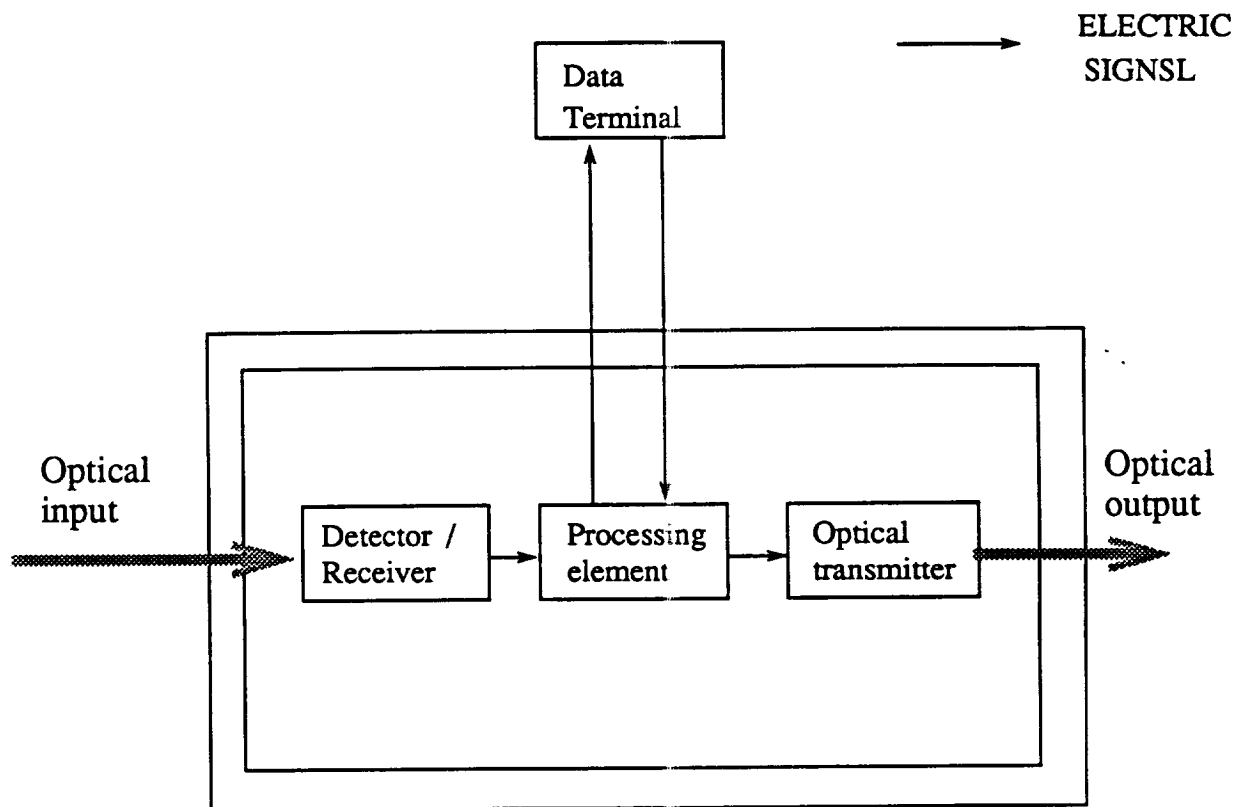 ELECTRIC
SIGNSL
Data
Terminal
Optical
input
Detector /
Receiver
Processing
element
Optical
transmitter
Optical
output